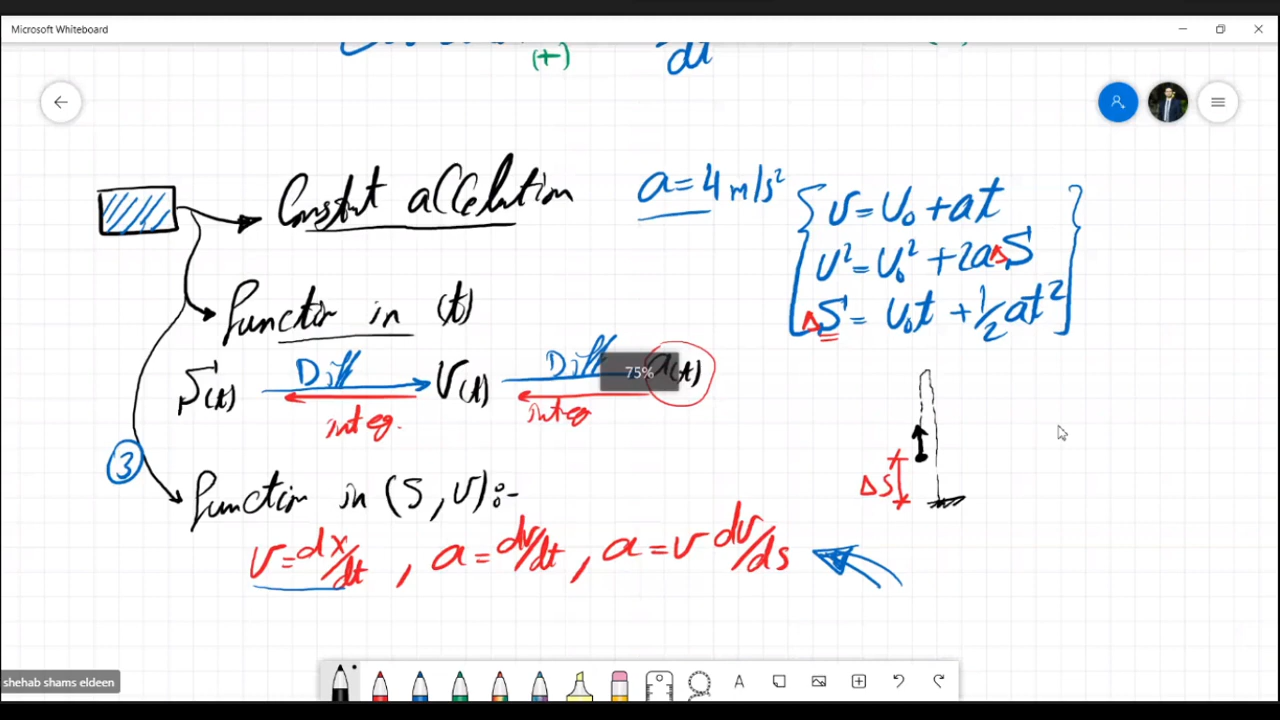 Microsoft Whiteboard
(+)
dt
Constant accelation
a = 4 m/s²
v = v₀ + at
v² = v₀² + 2aΔS
ΔS = v₀t + ½at²
function in (t)
S(t) Diff v(t) Diff a(t)
integ. integ
75%
ΔS
3
function in (S, v):-
v = dx/dt , a = dv/dt , a = v dv/ds
shehab shams eldeen
A